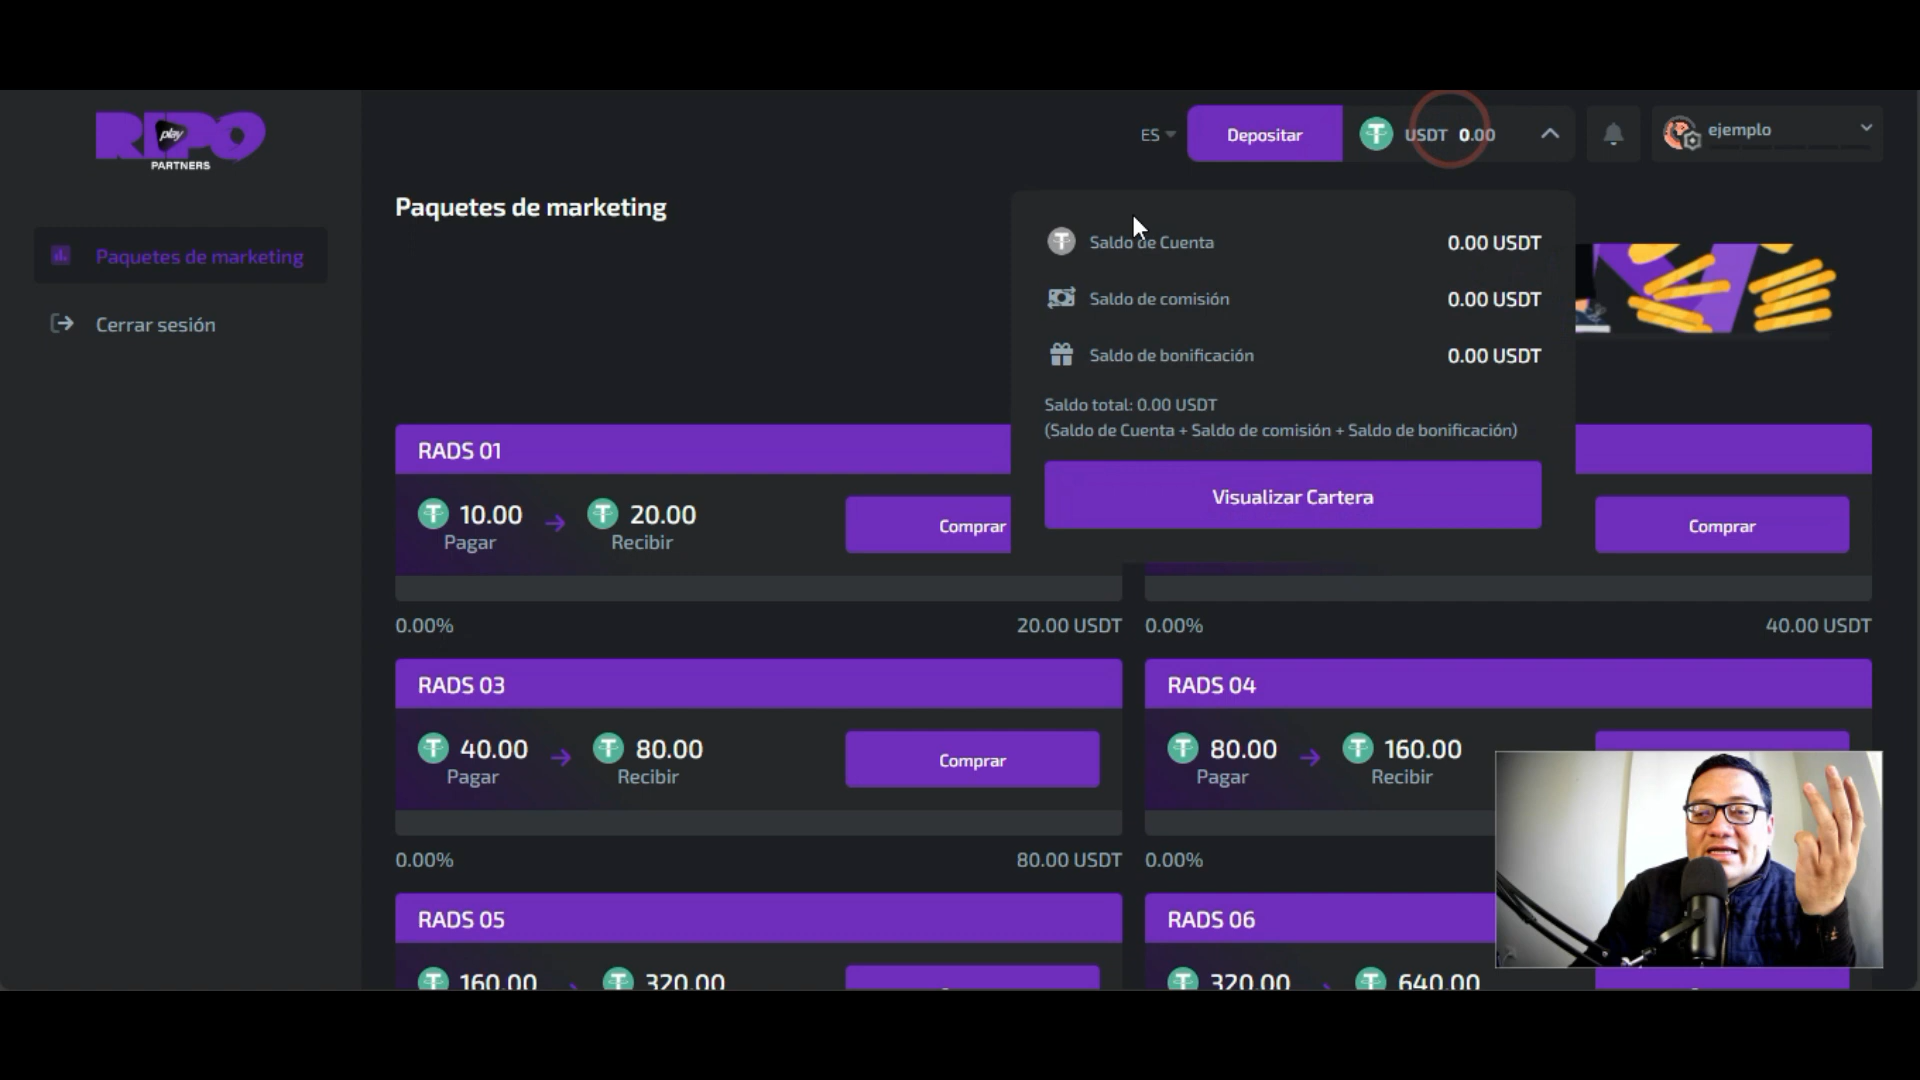 RIPO
play
PARTNERS
ES
Depositar
USDT 0.00
ejemplo
Paquetes de marketing
Cerrar sesión
Paquetes de marketing
Saldo de Cuenta 0.00 USDT
Saldo de comisión 0.00 USDT
Saldo de bonificación 0.00 USDT
Saldo total: 0.00 USDT
(Saldo de Cuenta + Saldo de comisión + Saldo de bonificación)
Visualizar Cartera
RADS 01
10.00 20.00
Pagar Recibir
Comprar
Comprar
0.00% 20.00 USDT
0.00% 40.00 USDT
RADS 03
40.00 80.00
Pagar Recibir
Comprar
0.00% 80.00 USDT
RADS 04
80.00 160.00
Pagar Recibir
0.00%
RADS 05
160.00 320.00
RADS 06
320.00 640.00